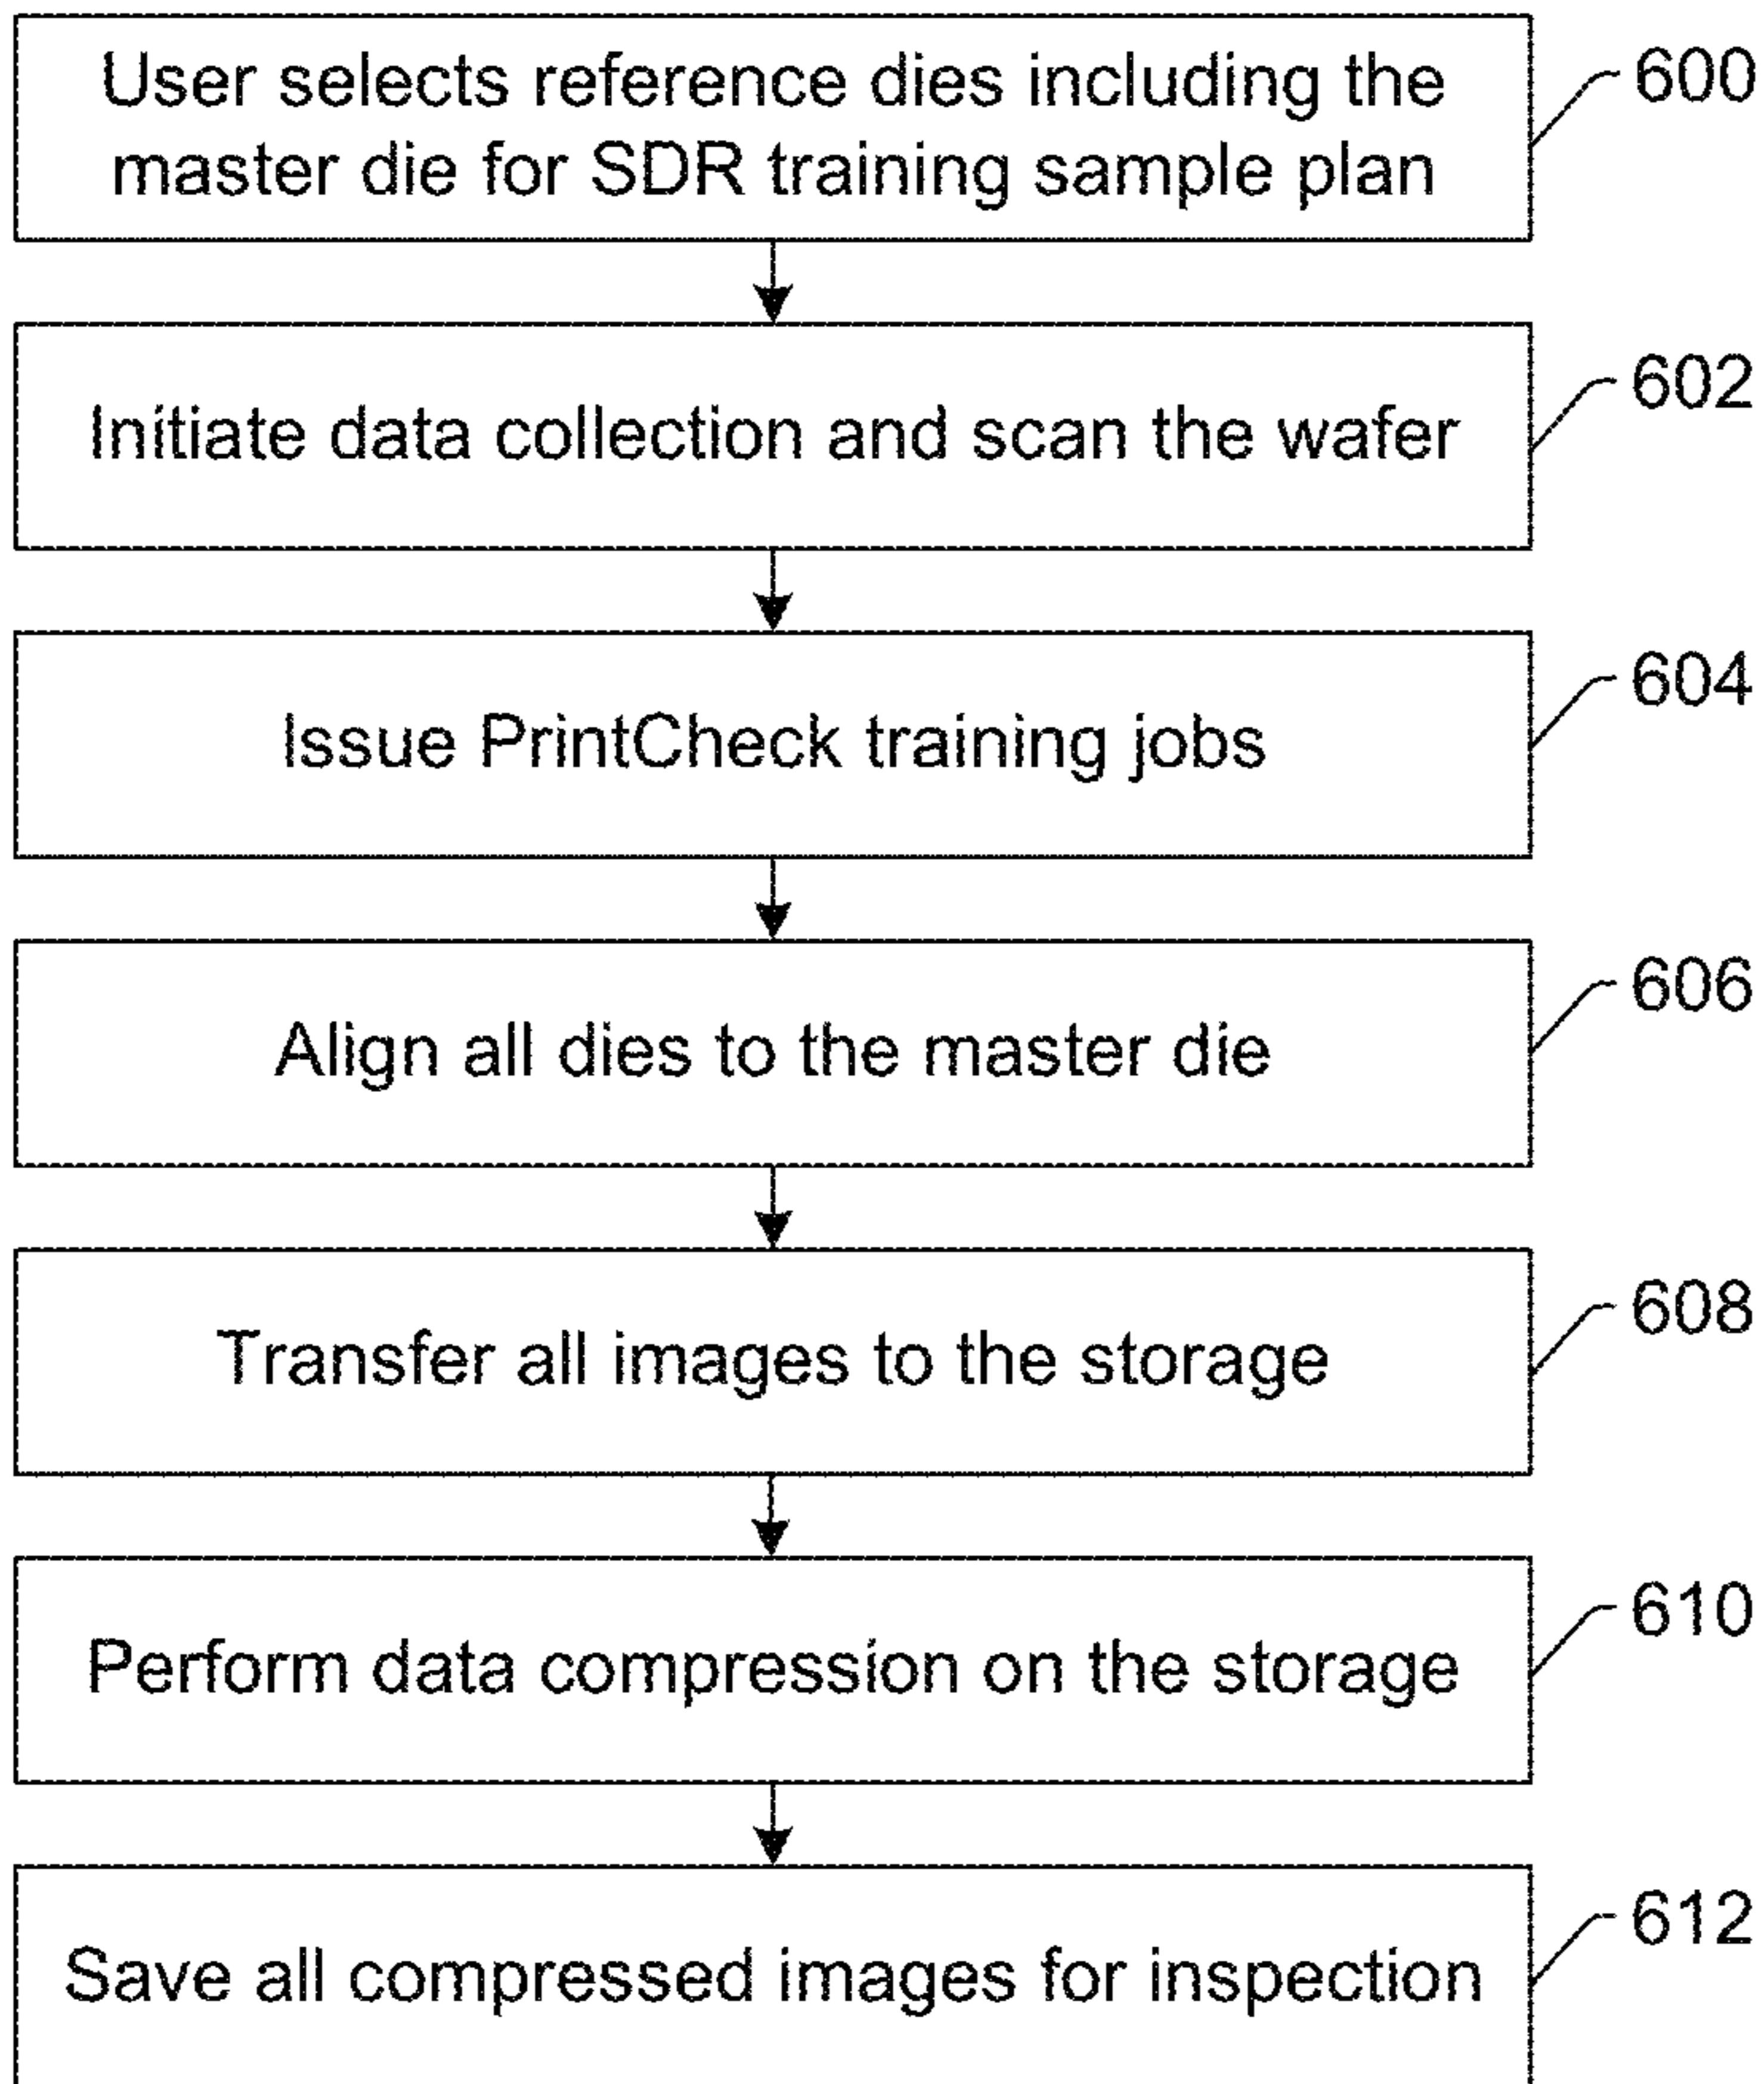 User selects reference dies including the
master die for SDR training sample plan
600
Initiate data collection and scan the wafer
602
Issue PrintCheck training jobs
604
Align all dies to the master die
606
Transfer all images to the storage
608
Perform data compression on the storage
610
Save all compressed images for inspection
612